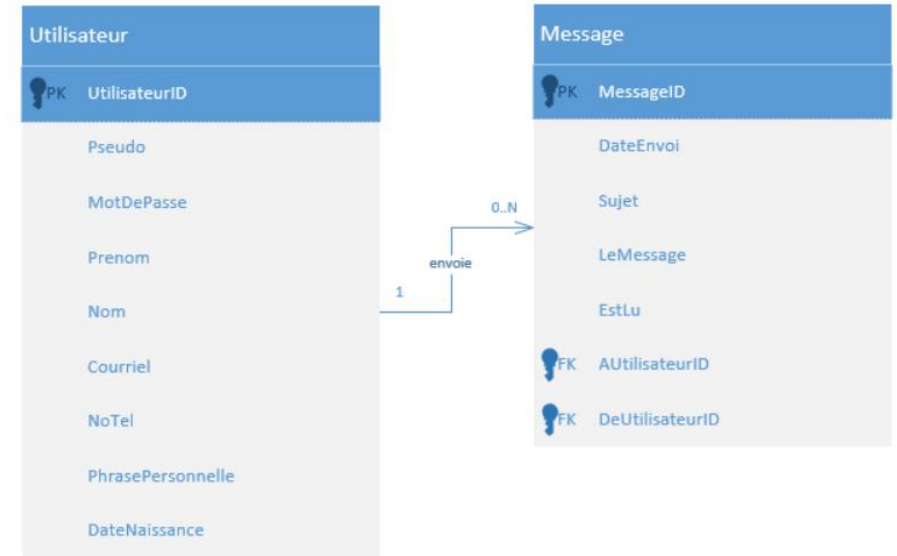 Utilisateur
PK UtilisateurID
Pseudo
MotDePasse
Prenom
Nom
Courriel
NoTel
PhrasePersonnelle
DateNaissance
1
envoie
0..N
Message
PK MessageID
DateEnvoi
Sujet
LeMessage
EstLu
FK AUtilisateurID
FK DeUtilisateurID